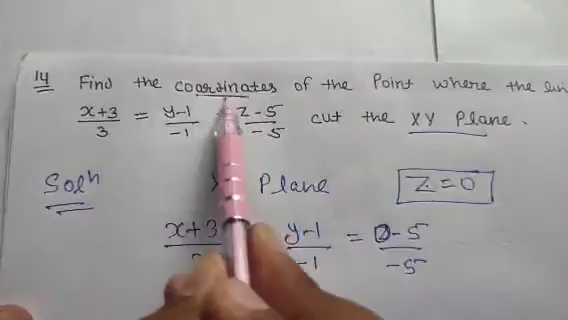 14 Find the coordinates of the Point where the
x+3/3 = y-1/-1 z-5/-5 cut the XY Plane.
Solⁿ Plane Z=0
x+3 y-1/-1 = 0-5/-5